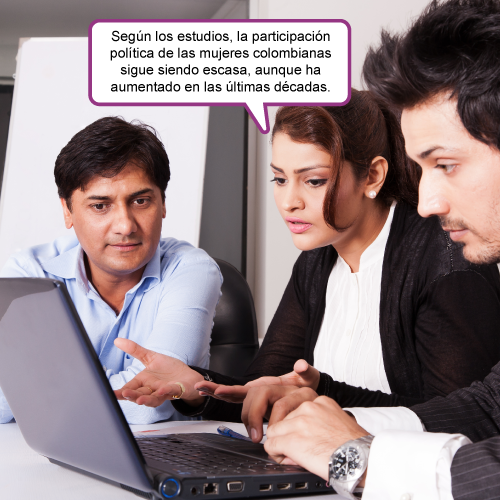 Según los estudios, la participación
política de las mujeres colombianas
sigue siendo escasa, aunque ha
aumentado en las últimas décadas.